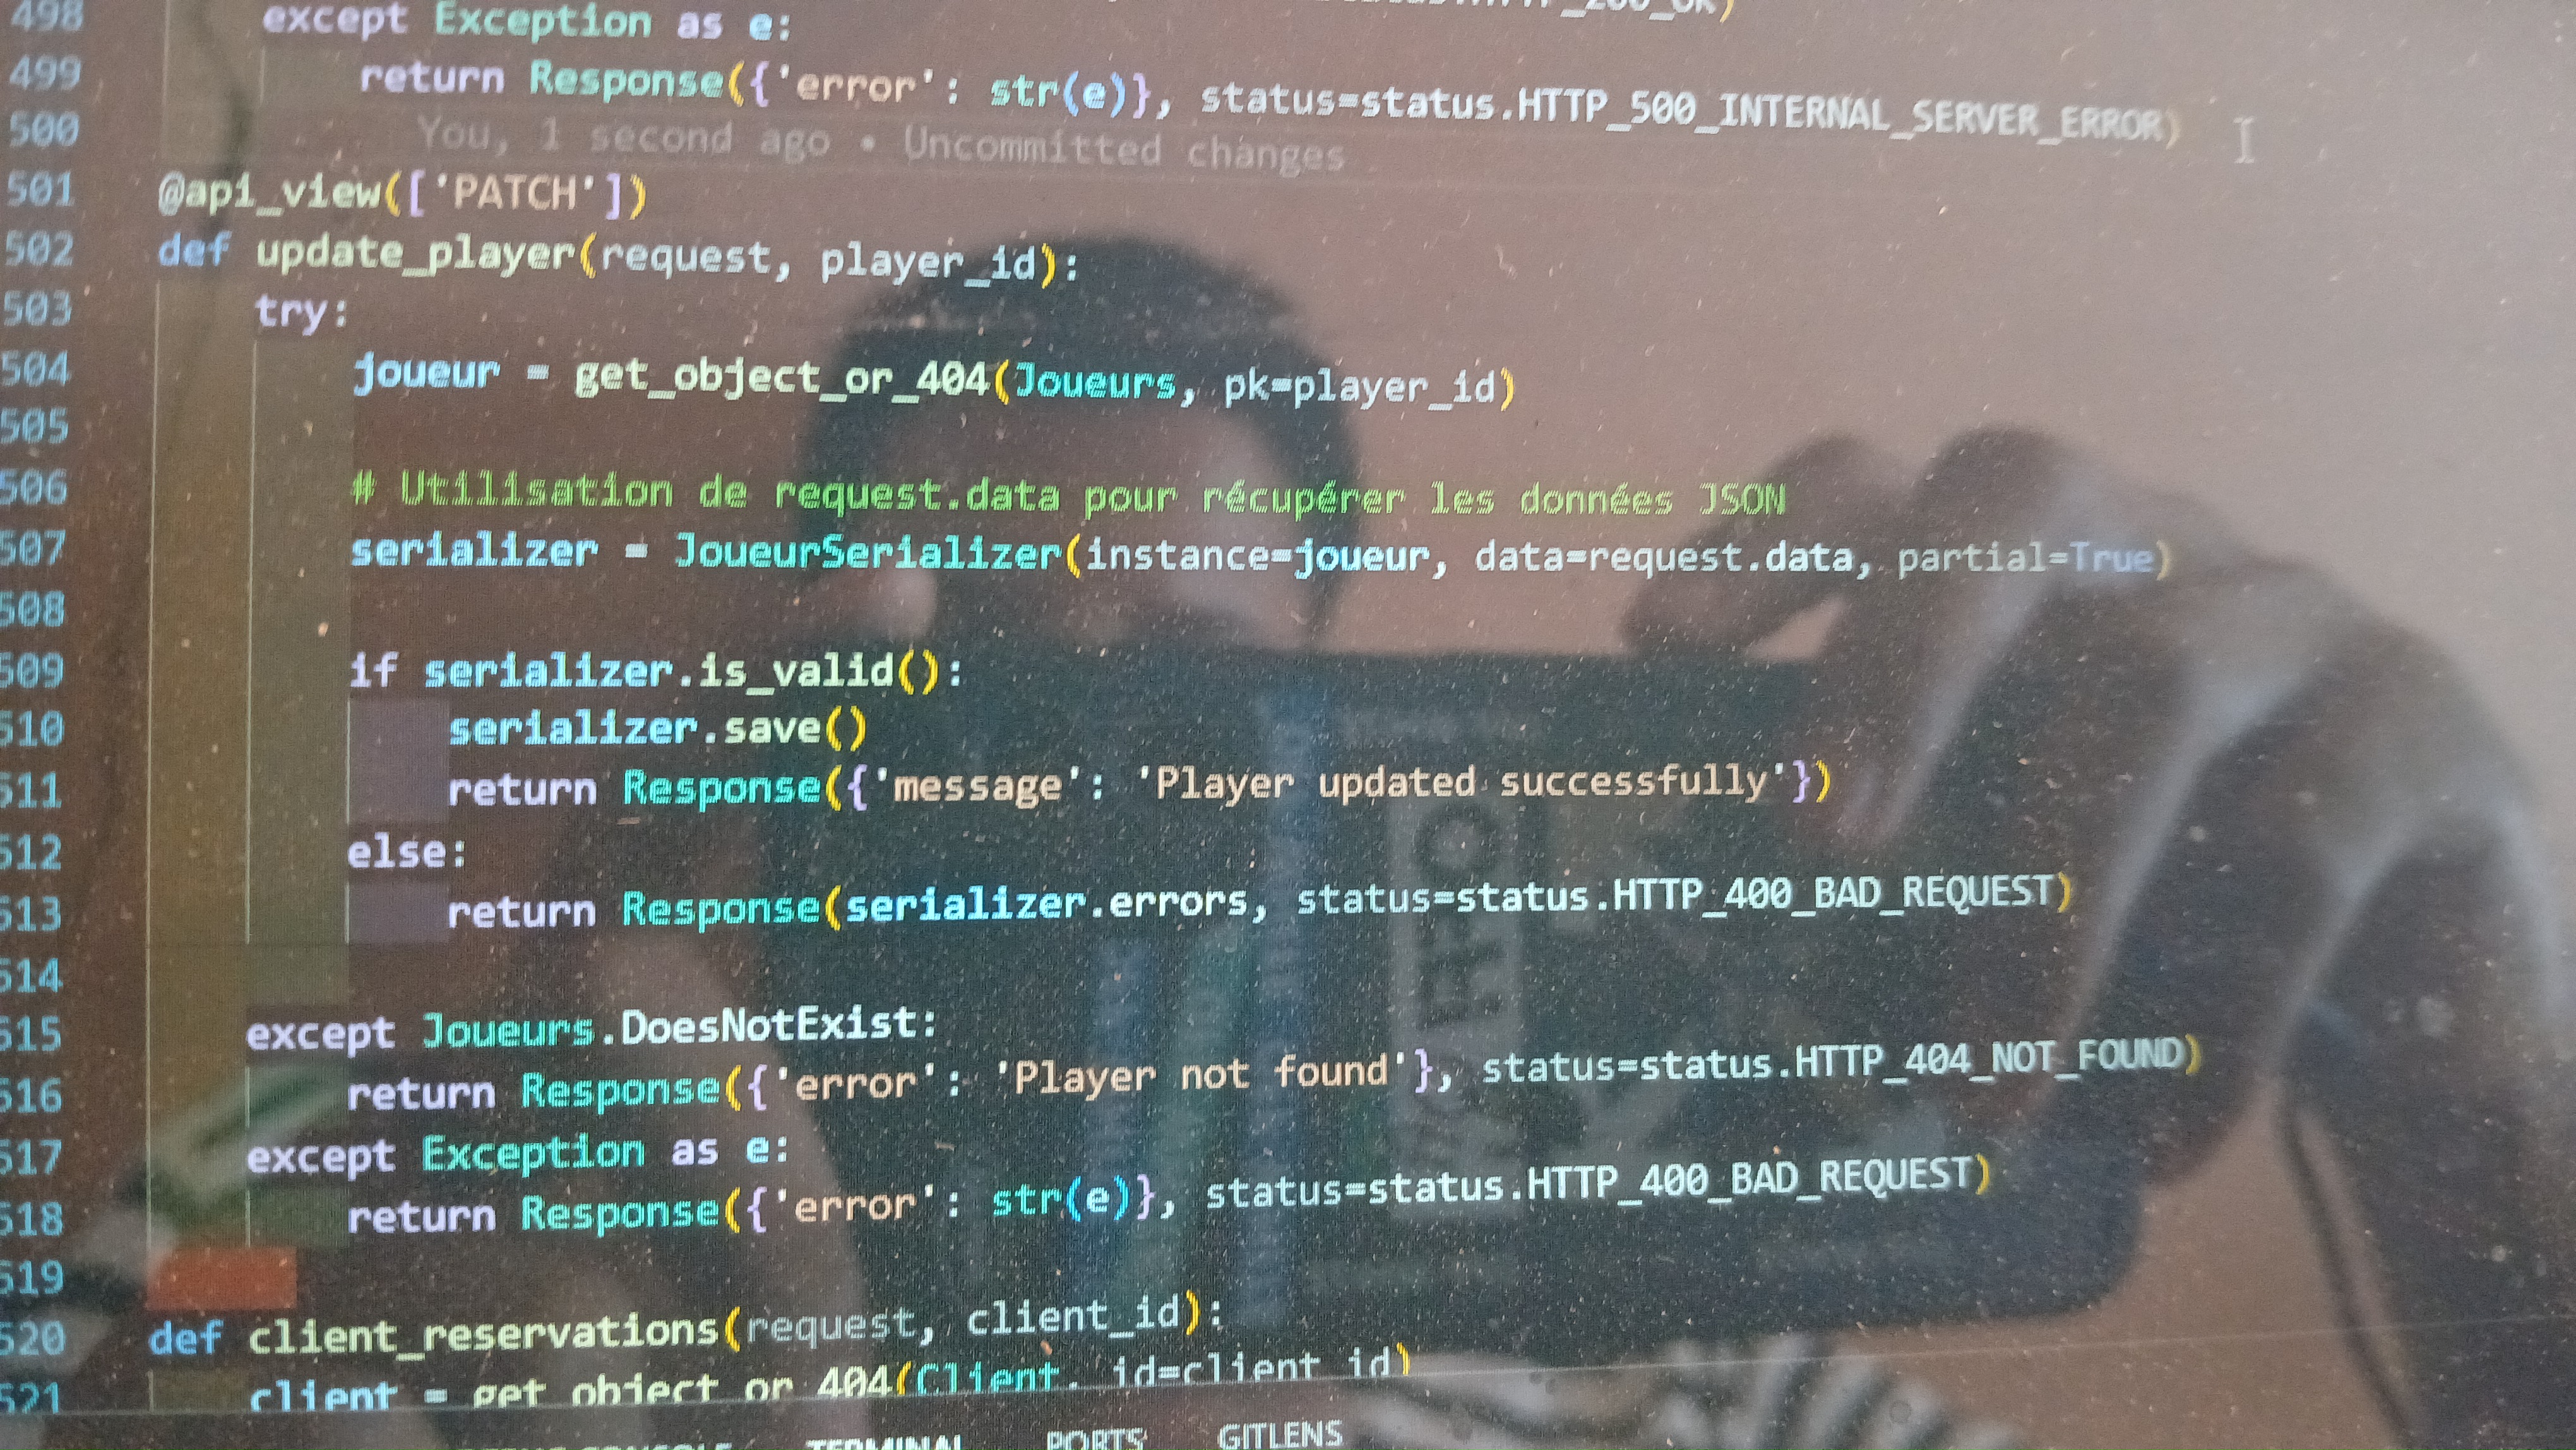 498 except Exception as e:
499 return Response({'error': str(e)}, status=status.HTTP_500_INTERNAL_SERVER_ERROR)
500 You, 1 second ago • Uncommitted changes
501 @api_view(['PATCH'])
502 def update_player(request, player_id):
503 try:
504 joueur = get_object_or_404(Joueurs, pk=player_id)
505
506 # Utilisation de request.data pour récupérer les données JSON
507 serializer = JoueurSerializer(instance=joueur, data=request.data, partial=True)
508
509 if serializer.is_valid():
510 serializer.save()
511 return Response({'message': 'Player updated successfully'})
512 else:
513 return Response(serializer.errors, status=status.HTTP_400_BAD_REQUEST)
514
515 except Joueurs.DoesNotExist:
516 return Response({'error': 'Player not found'}, status=status.HTTP_404_NOT_FOUND)
517 except Exception as e:
518 return Response({'error': str(e)}, status=status.HTTP_400_BAD_REQUEST)
519
520 def client_reservations(request, client_id):
521 client = get_object_or_404(Client, id=client_id)
TERMINAL PORTS GITLENS